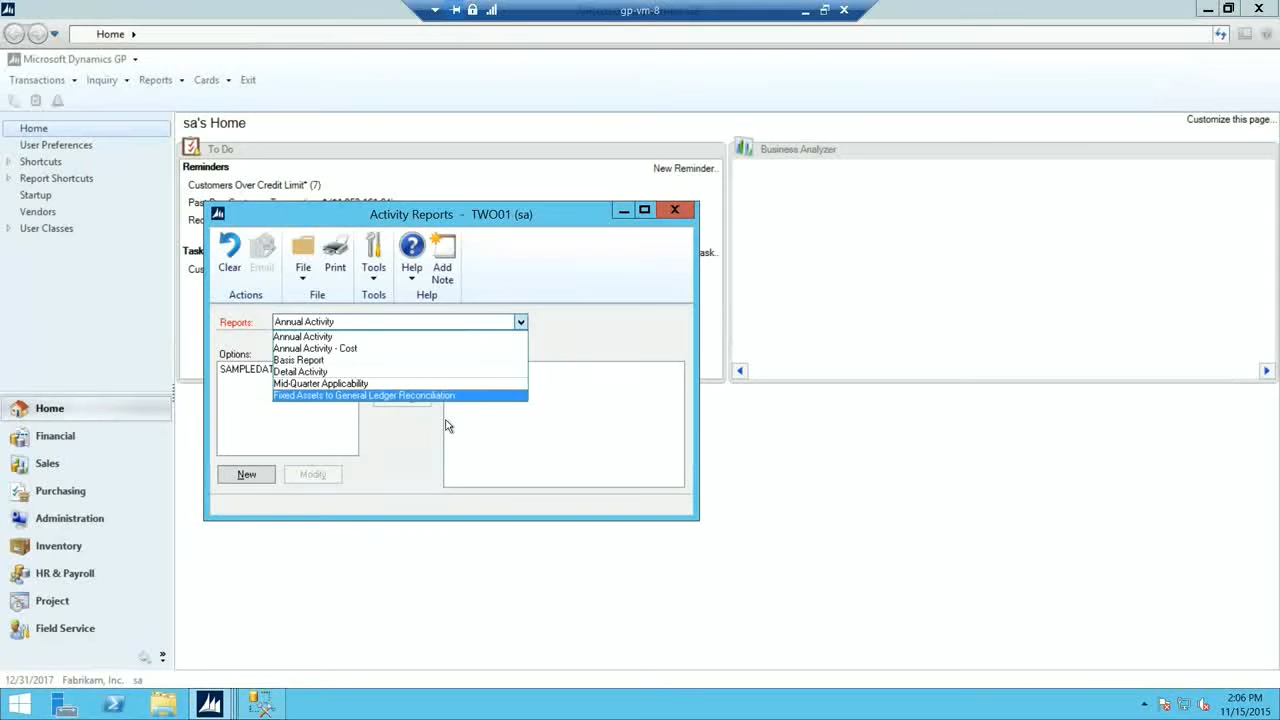 gp-vm-8
Home
Microsoft Dynamics GP
Transactions Inquiry Reports Cards Exit
Home
User Preferences
Shortcuts
Report Shortcuts
Startup
Vendors
User Classes
sa's Home
Customize this page...
To Do
Business Analyzer
Reminders
New Reminder..
Customers Over Credit Limit* (7)
Activity Reports - TWO01 (sa)
Clear
Email
File
Print
Tools
Help
Add Note
Actions
File
Tools
Help
Reports:
Annual Activity
Annual Activity
Annual Activity - Cost
Basis Report
Detail Activity
Mid-Quarter Applicability
Fixed Assets to General Ledger Reconciliation
Options:
SAMPLEDAT
New
Modify
Task
ask..
Cus
Home
Financial
Sales
Purchasing
Administration
Inventory
HR & Payroll
Project
Field Service
12/31/2017 Fabrikam, Inc. sa
2:06 PM
11/15/2015